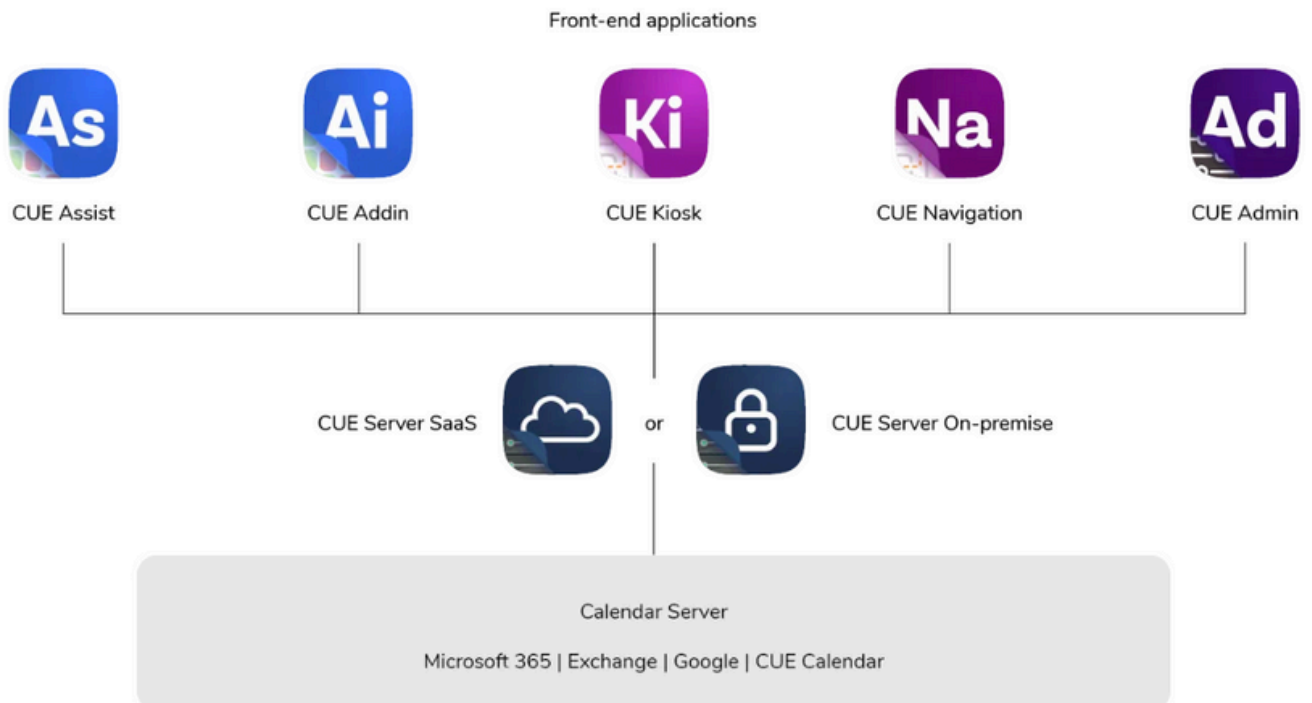 Front-end applications
As
Ai
Ki
Na
Ad
CUE Assist
CUE Addin
CUE Kiosk
CUE Navigation
CUE Admin
CUE Server SaaS
or
CUE Server On-premise
Calendar Server
Microsoft 365 | Exchange | Google | CUE Calendar